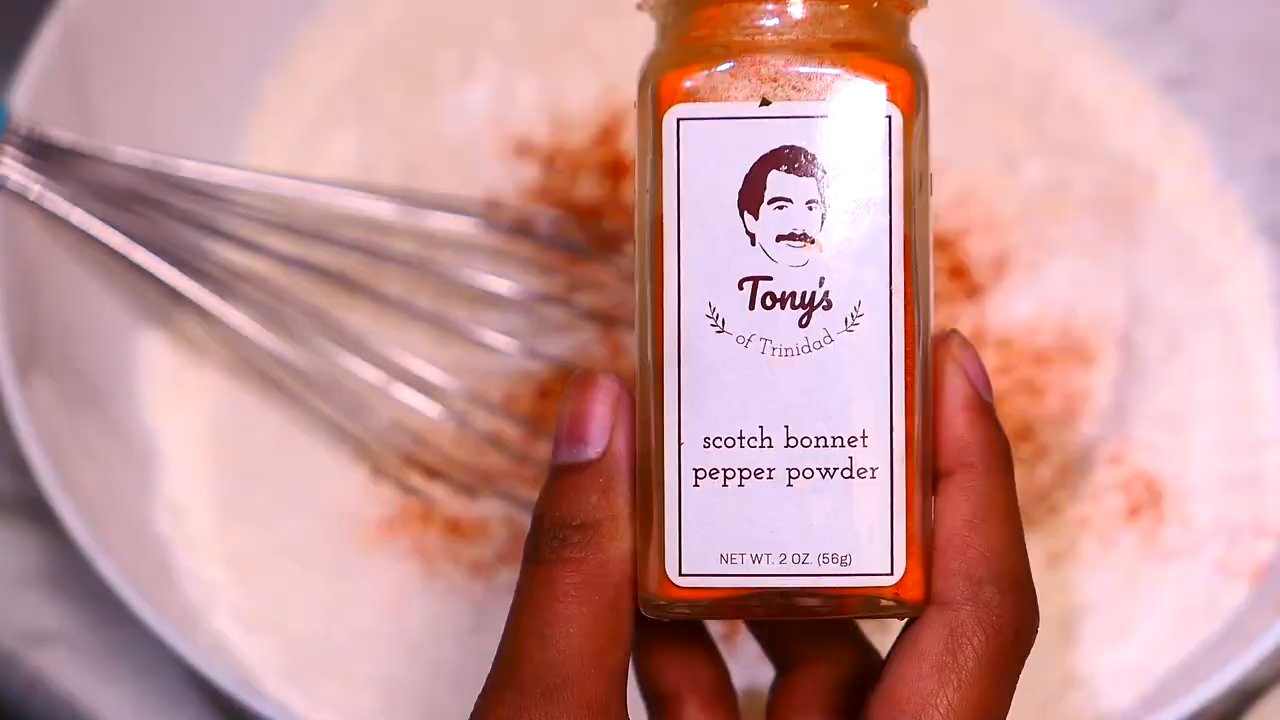 Tony's
of Trinidad
scotch bonnet
pepper powder
NET WT. 2 OZ. (56g)